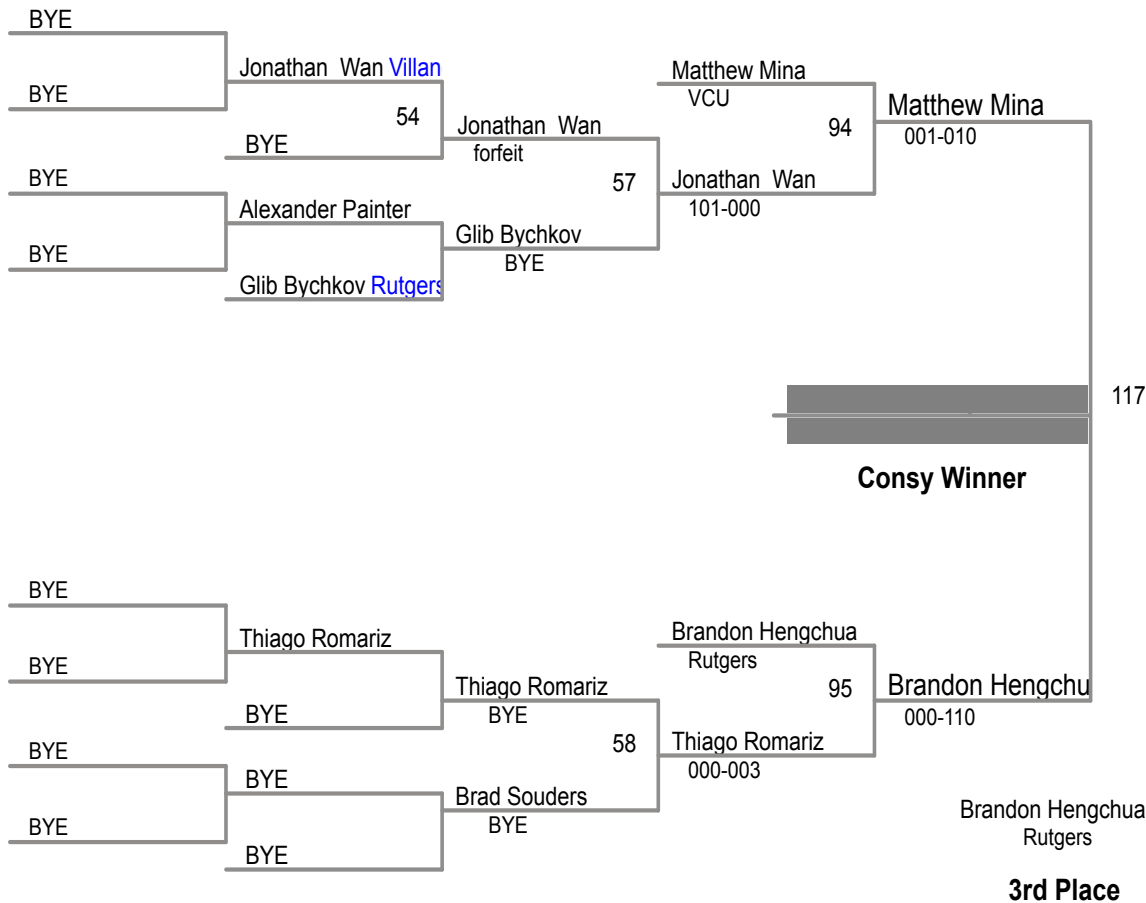 BYE
Jonathan Wan Villan
BYE
54
BYE
Jonathan Wan
forfeit
BYE
57
Alexander Painter
Glib Bychkov
BYE
BYE
Glib Bychkov Rutgers
Matthew Mina
VCU
94
Matthew Mina
001-010
Jonathan Wan
101-000
117
Consy Winner
BYE
Thiago Romariz
BYE
Thiago Romariz
BYE
BYE
58
BYE
BYE
Brad Souders
BYE
BYE
BYE
Brandon Hengchua
Rutgers
95
Brandon Hengchu
000-110
Thiago Romariz
000-003
Brandon Hengchua
Rutgers
3rd Place